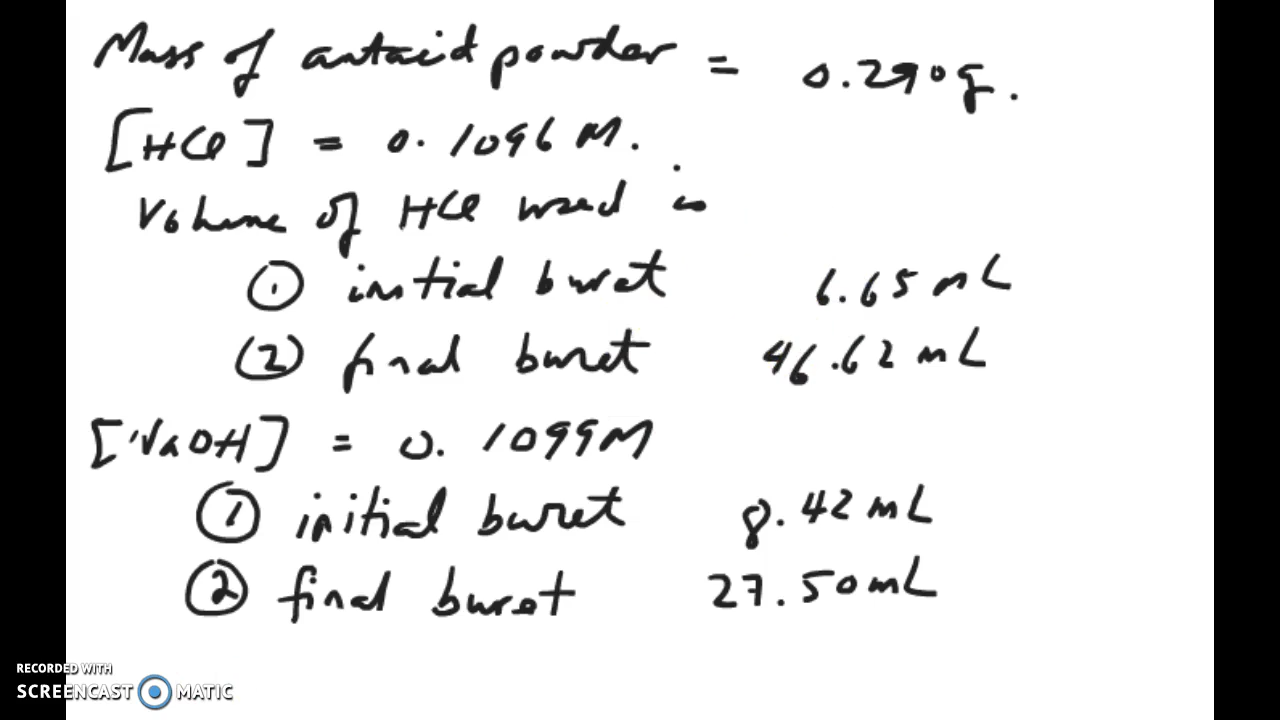 Mass of antacid powder = 0.290g.
[HCl] = 0.1096 M.
Volume of HCl used is
① initial buret 6.65 mL
② final buret 46.62 mL
[NaOH] = 0.1099M
① initial buret 8.42 mL
② final buret 27.50 mL
RECORDED WITH
SCREENCAST MATIC